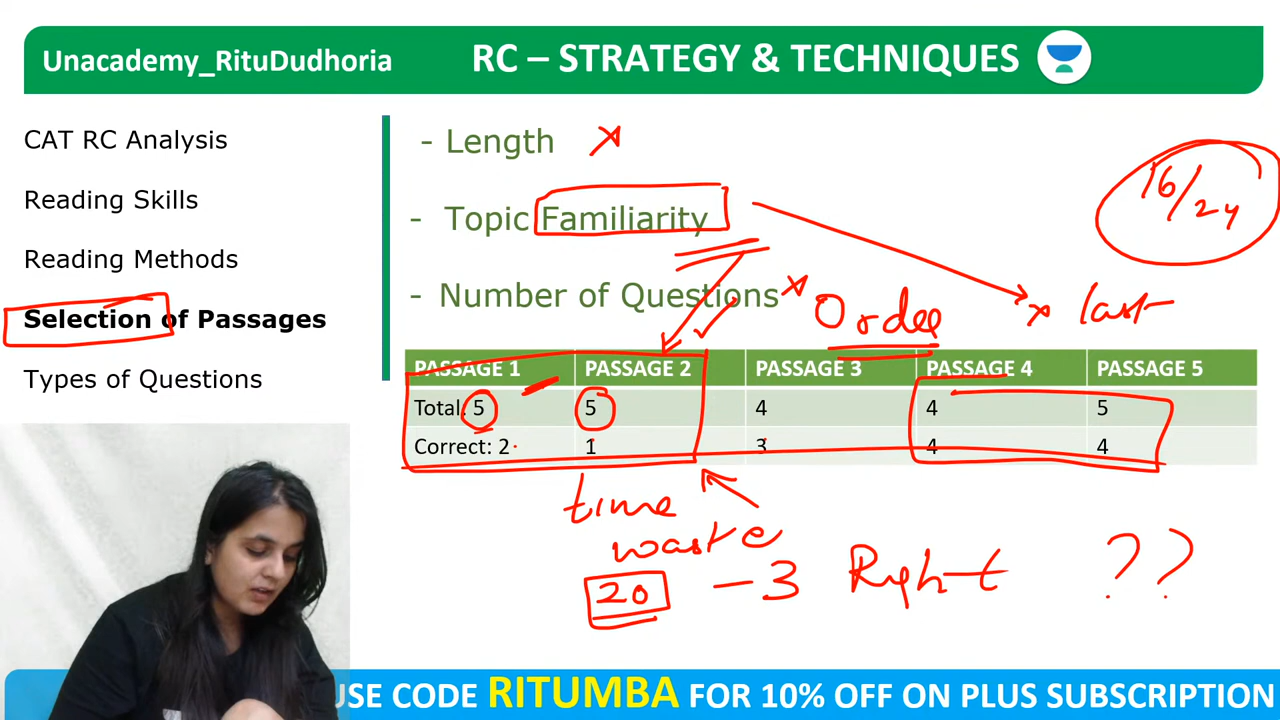 Unacademy_RituDudhoria
RC – STRATEGY & TECHNIQUES
CAT RC Analysis
Reading Skills
Reading Methods
Selection of Passages
Types of Questions
- Length
- Topic Familiarity
- Number of Questions
16/24
Order
last
PASSAGE 1 PASSAGE 2 PASSAGE 3 PASSAGE 4 PASSAGE 5
Total: 5 5 4 4 5
Correct: 2 1 3 4 4
time
waste
20 – 3 Right ??
USE CODE RITUMBA FOR 10% OFF ON PLUS SUBSCRIPTION